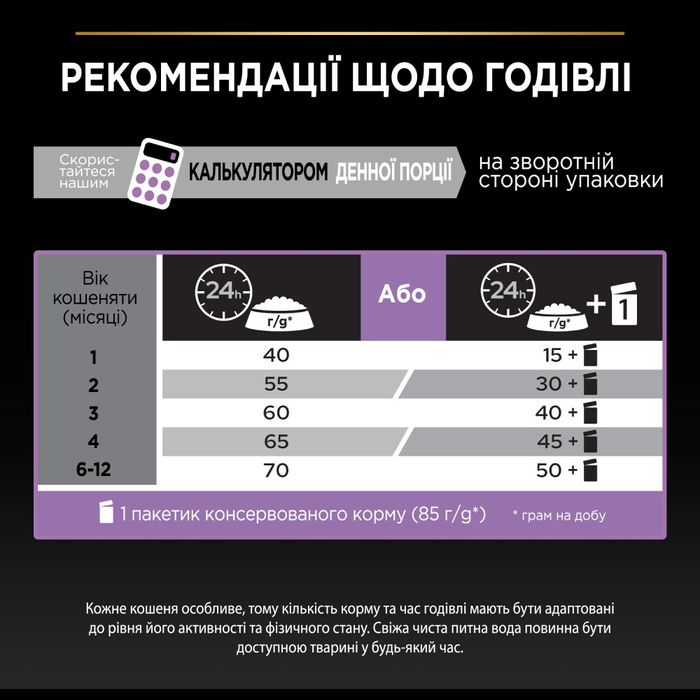 РЕКОМЕНДАЦІЇ ЩОДО ГОДІВЛІ
Скорис-
тайтеся
нашим
КАЛЬКУЛЯТОРОМ ДЕННОЇ ПОРЦІЇ
на зворотній
стороні упаковки
Вік
кошеняти
(місяці)
24h
г/g*
Або
24h
г/g*
+ 1
1 40 15 +
2 55 30 +
3 60 40 +
4 65 45 +
6-12 70 50 +
1 пакетик консервованого корму (85 г/g*) * грам на добу
Кожне кошеня особливе, тому кількість корму та час годівлі мають бути адаптовані
до рівня його активності та фізичного стану. Свіжа чиста питна вода повинна бути
доступною тварині у будь-який час.